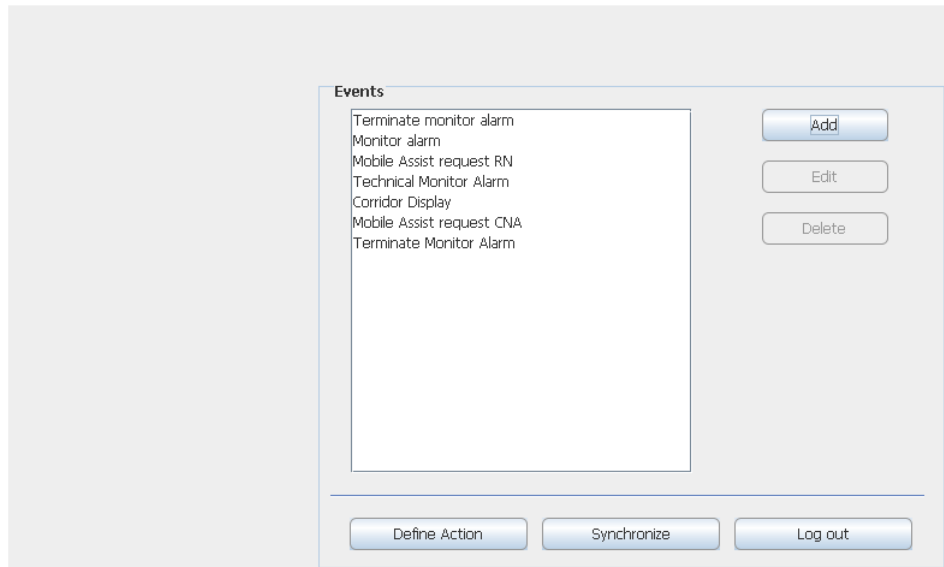 Events
Terminate monitor alarm
Monitor alarm
Mobile Assist request RN
Technical Monitor Alarm
Corridor Display
Mobile Assist request CNA
Terminate Monitor Alarm
Add
Edit
Delete
Define Action
Synchronize
Log out